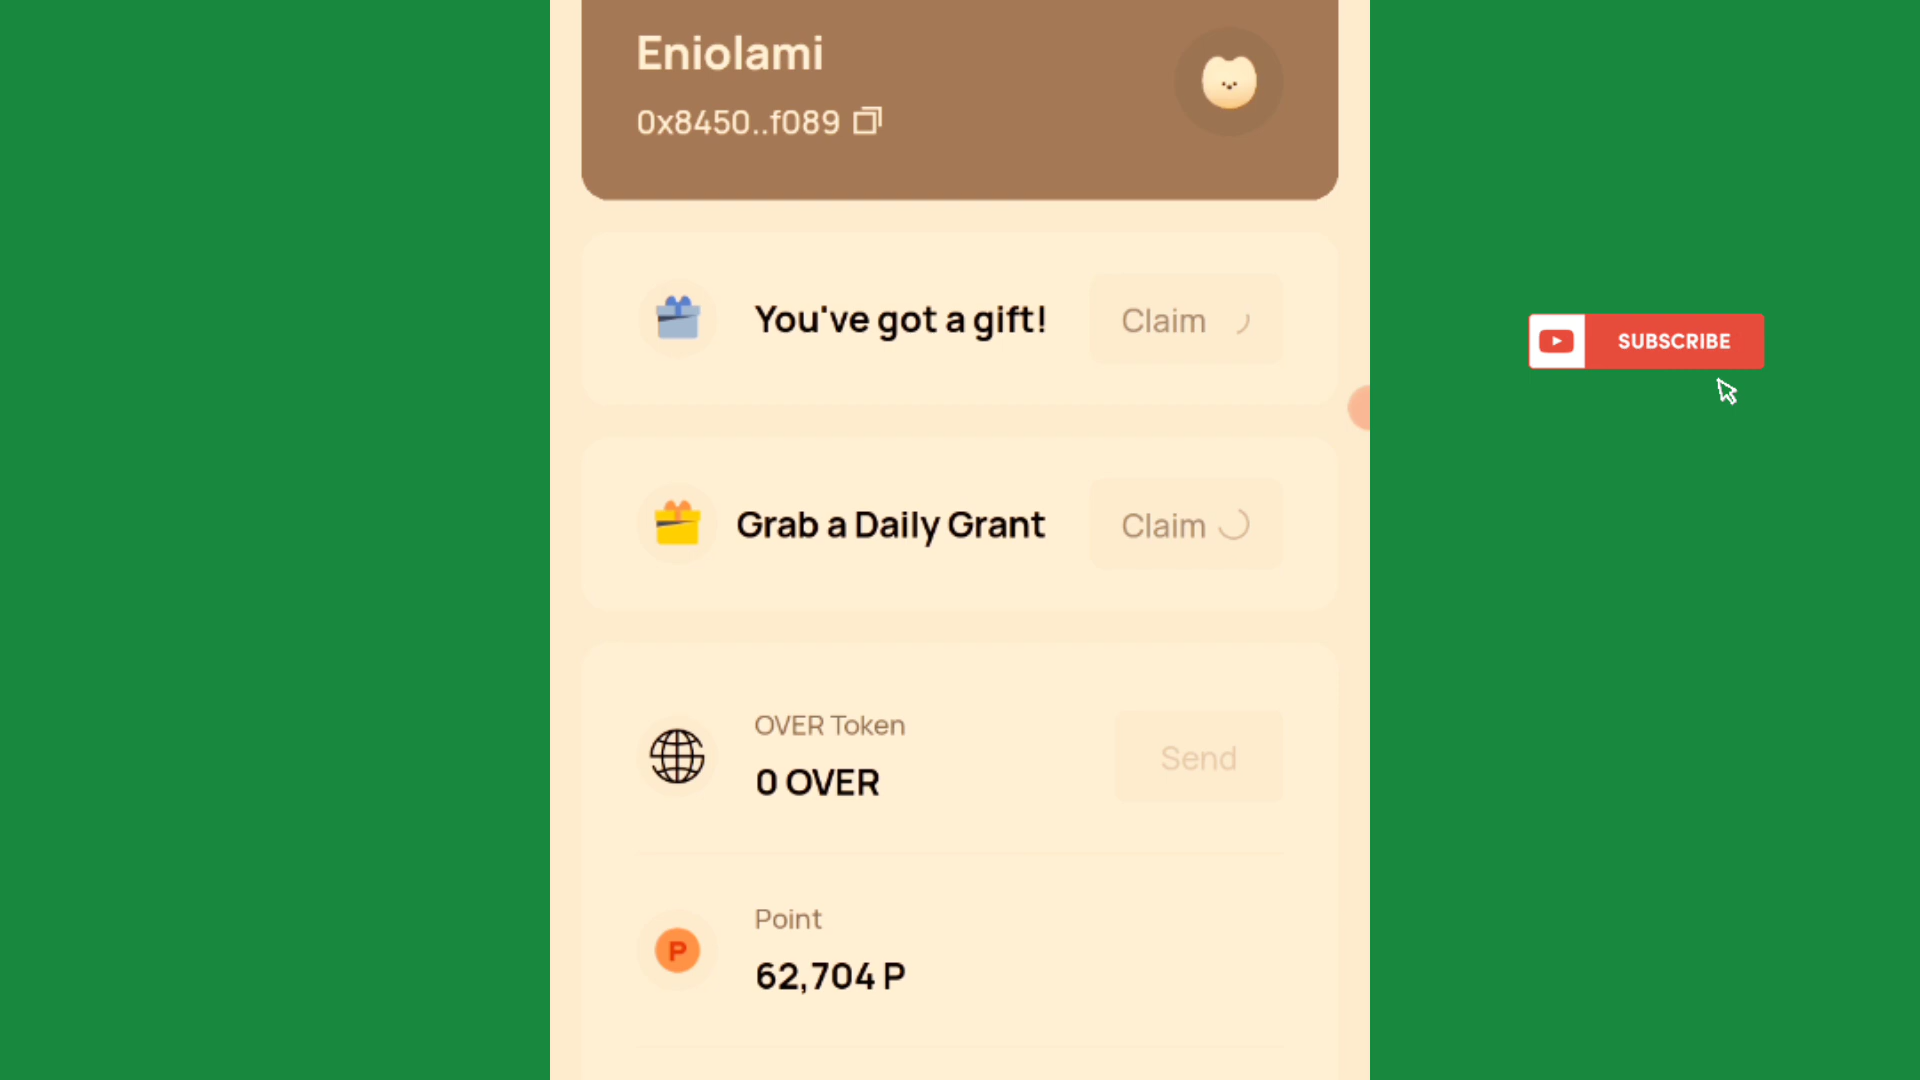 Eniolami
0x8450..f089
You've got a gift!
Claim
SUBSCRIBE
Grab a Daily Grant
Claim
OVER Token
0 OVER
Send
Point
P
62,704 P